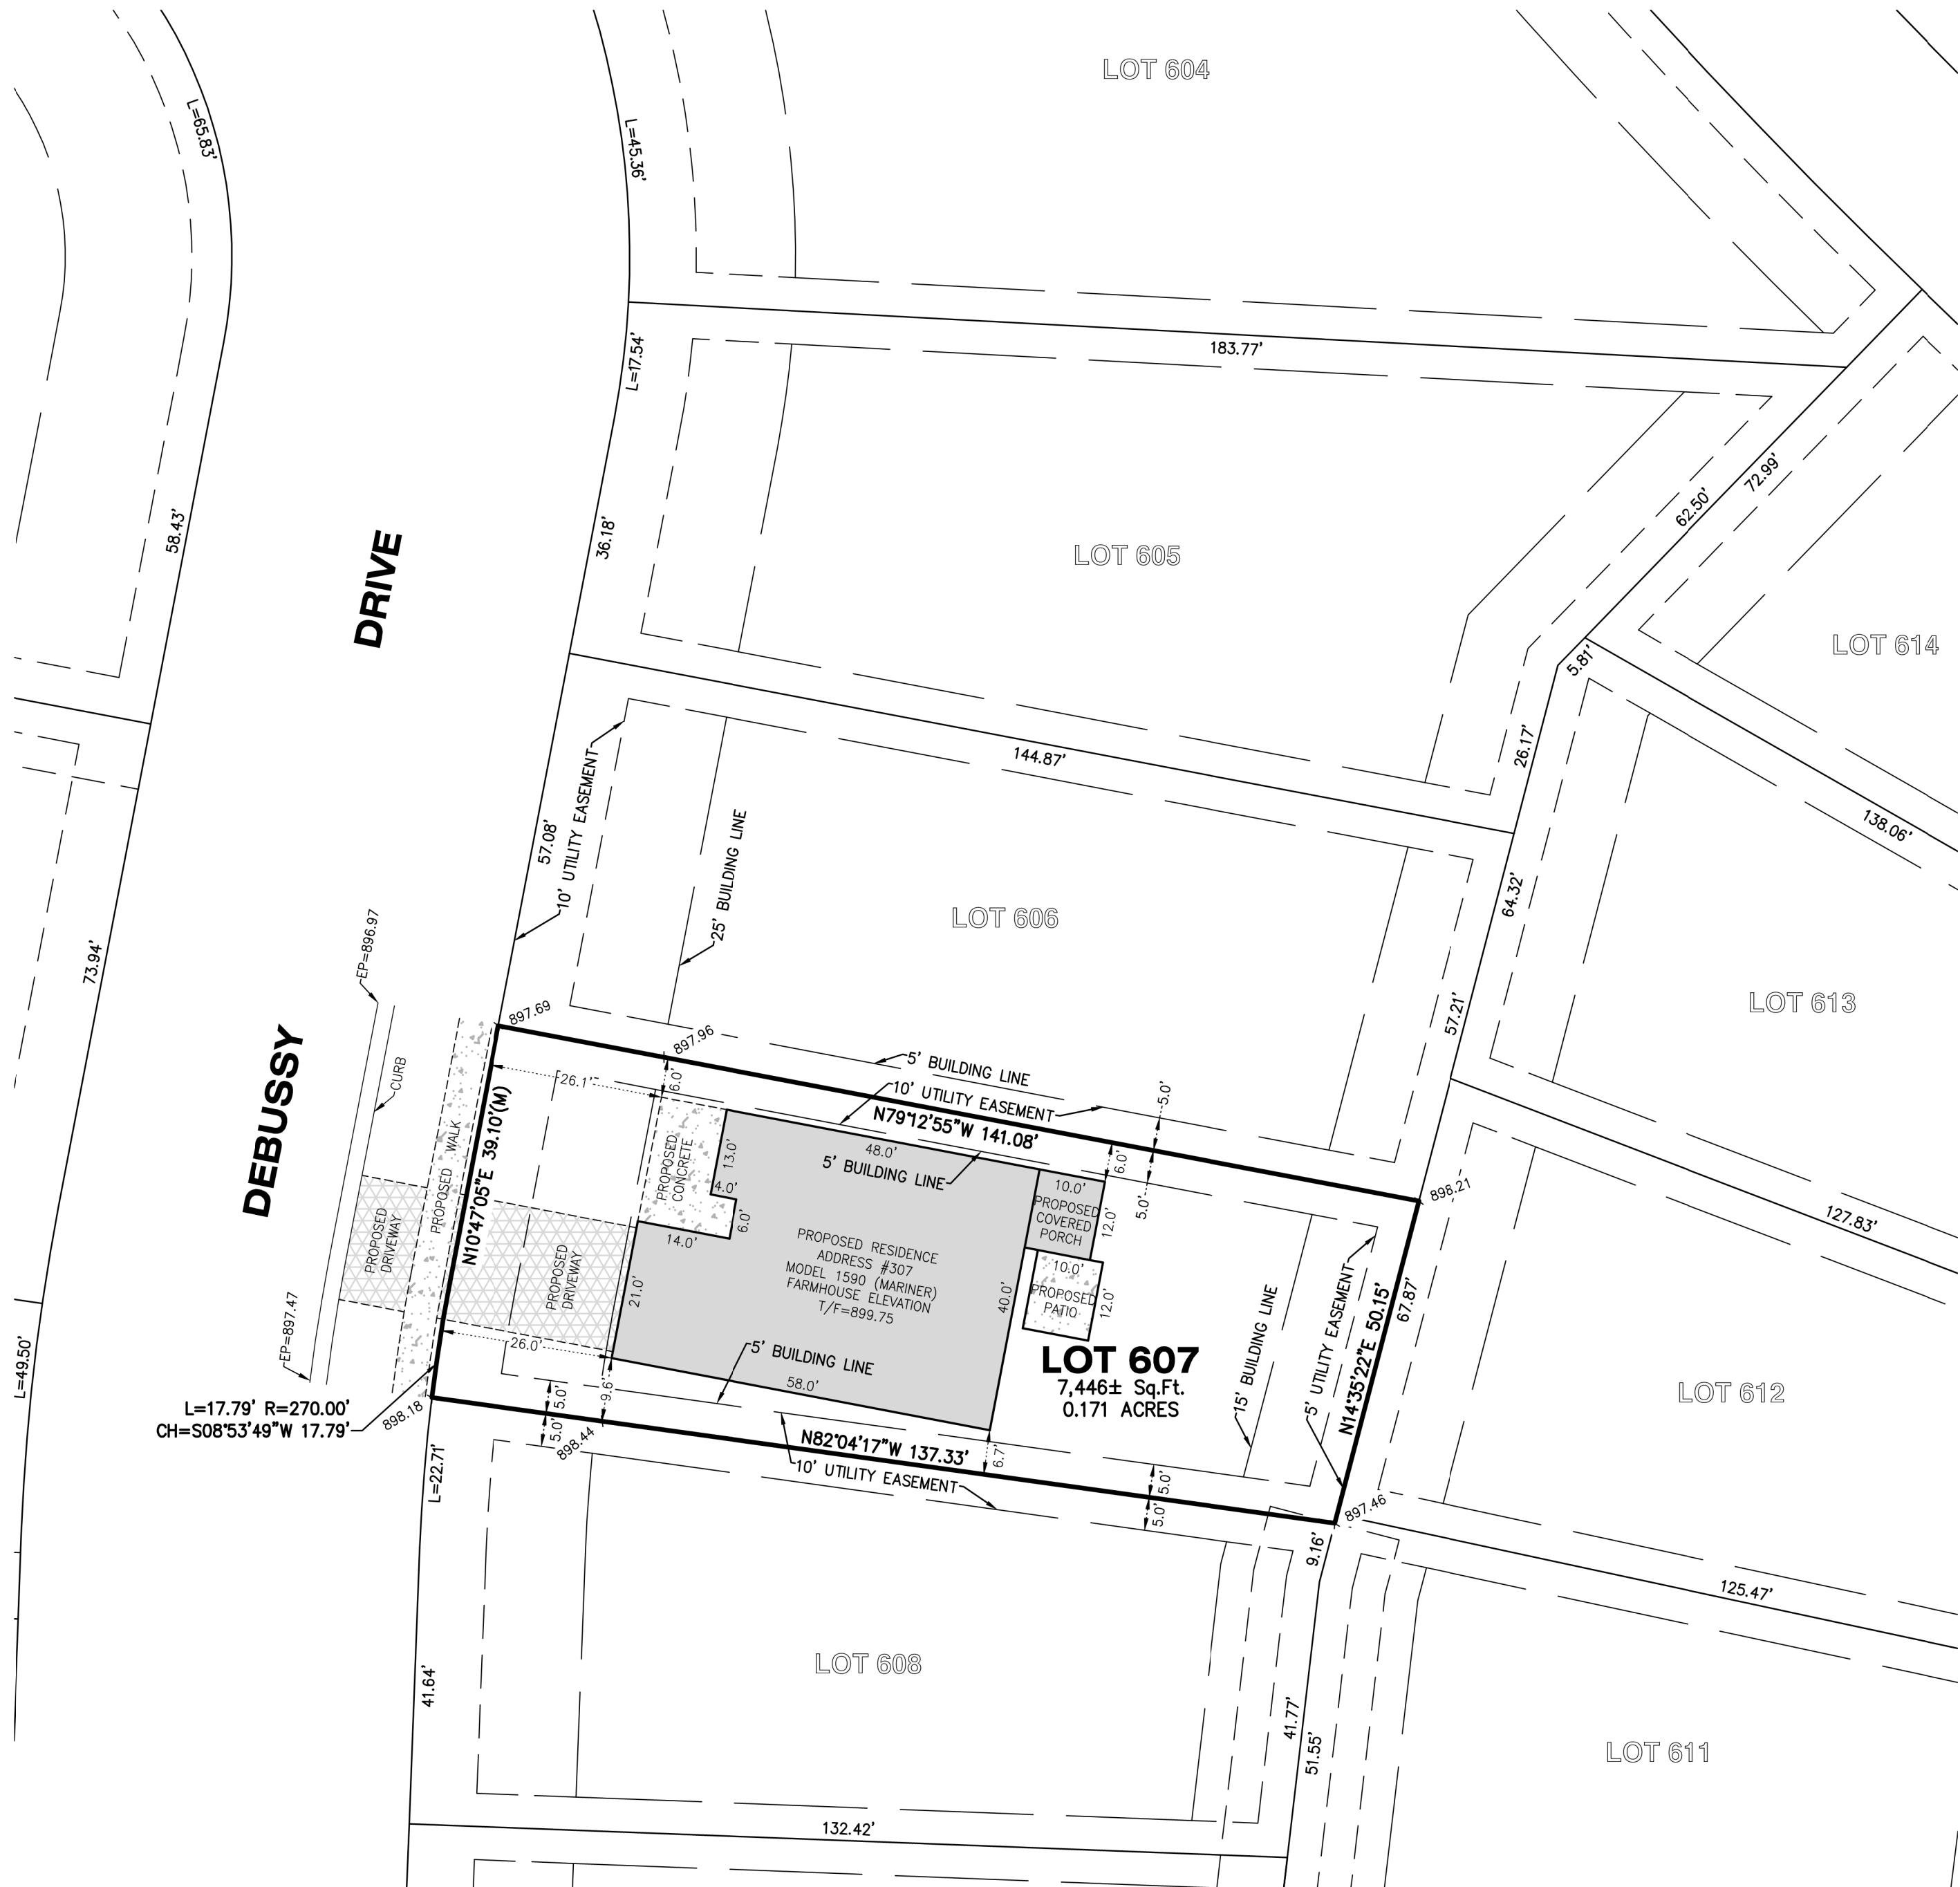 LOT 604
L=65.83'
L=45.36'
L=17.54'
183.77'
58.43'
DRIVE
36.18'
LOT 605
62.50'
72.99'
LOT 614
5.81'
26.17'
138.06'
144.87'
57.08'
10' UTILITY EASEMENT
25' BUILDING LINE
LOT 606
64.32'
LOT 613
57.21'
73.94'
EP=896.97
CURB
DEBUSSY
897.69
897.96
5' BUILDING LINE
10' UTILITY EASEMENT
N79°12'55"W 141.08'
5.0'
6.0'
5.0'
898.21
127.83'
26.1'
6.0'
PROPOSED WALK
N10°47'05"E 39.10'(M)
PROPOSED
CONCRETE
13.0'
4.0'
6.0'
14.0'
48.0'
5' BUILDING LINE
10.0'
PROPOSED
COVERED
PORCH
12.0'
PROPOSED
DRIVEWAY
PROPOSED
DRIVEWAY
21.0'
PROPOSED RESIDENCE
ADDRESS #307
MODEL 1590 (MARINER)
FARMHOUSE ELEVATION
T/F=899.75
40.0'
10.0'
PROPOSED
PATIO
12.0'
15' BUILDING LINE
5' UTILITY EASEMENT
N14°35'22"E 50.15'
67.87'
EP=897.47
26.0'
5' BUILDING LINE
58.0'
LOT 607
7,446± Sq.Ft.
0.171 ACRES
LOT 612
L=49.50'
L=17.79' R=270.00'
CH=S08°53'49"W 17.79'
898.18
5.0'
5.0'
9.6'
898.44
N82°04'17"W 137.33'
10' UTILITY EASEMENT
6.7'
5.0'
5.0'
897.46
L=22.71'
9.16'
125.47'
LOT 608
41.64'
41.77'
51.55'
LOT 611
132.42'